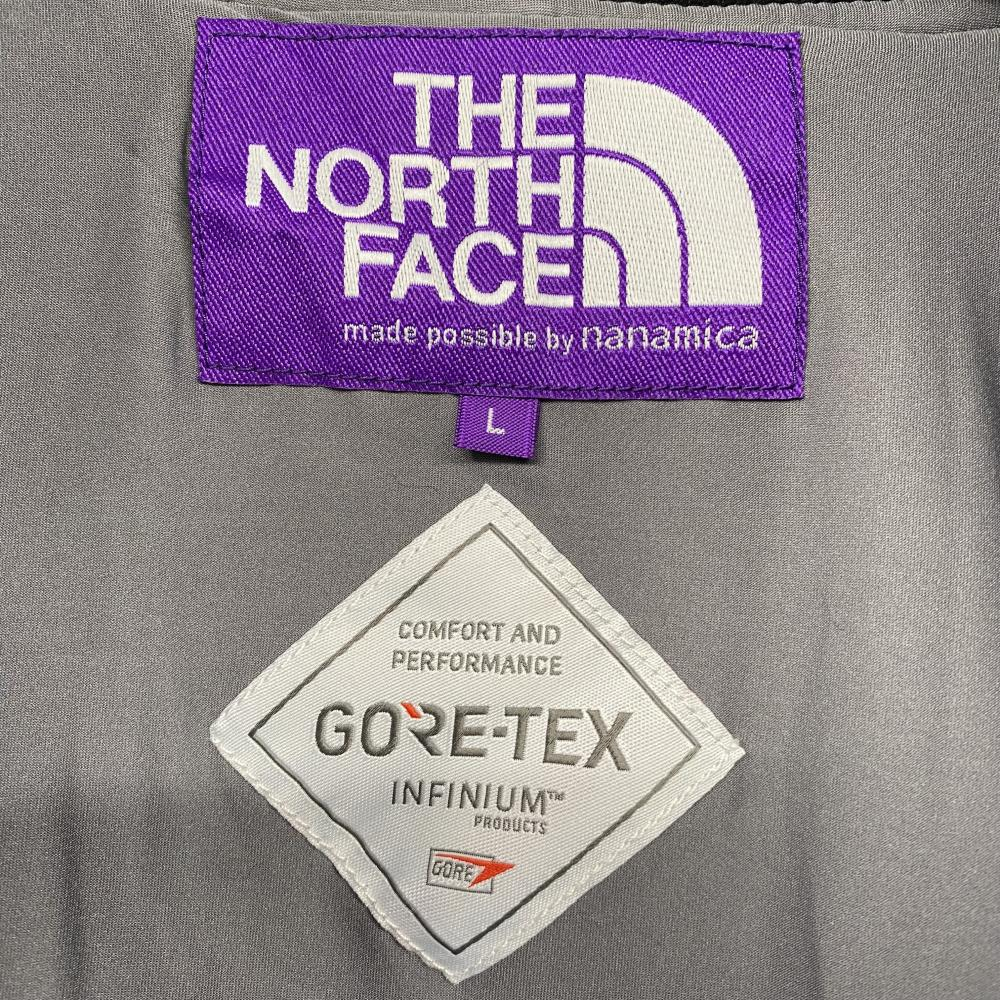 THE
NORTH
FACE
made possible by nanamica
L
COMFORT AND
PERFORMANCE
GORE-TEX
INFINIUM™
PRODUCTS
GORE